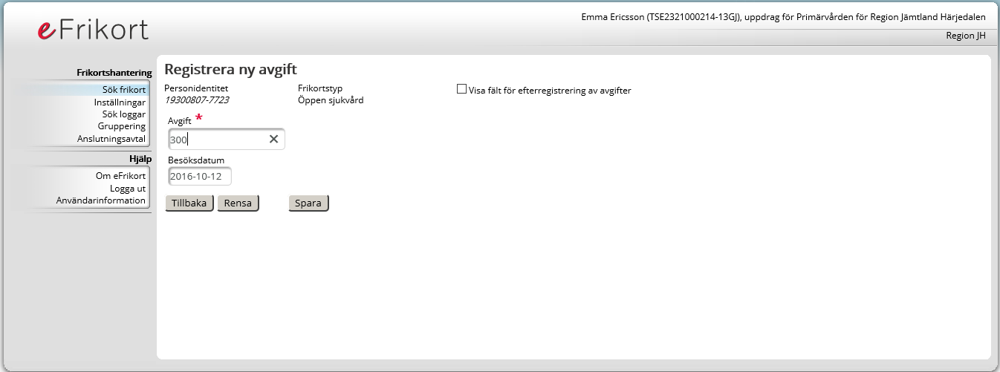 Emma Ericsson (TSE2321000214-13GJ), uppdrag för Primärvården för Region Jämtland Härjedalen
eFrikort
Region JH
Frikortshantering
Sök frikort
Inställningar
Sök loggar
Gruppering
Anslutningsavtal
Hjälp
Om eFrikort
Logga ut
Användarinformation
Registrera ny avgift
Personidentitet Frikortstyp
19300807-7723 Öppen sjukvård
Visa fält för efterregistrering av avgifter
Avgift *
300
Besöksdatum
2016-10-12
Tillbaka Rensa Spara